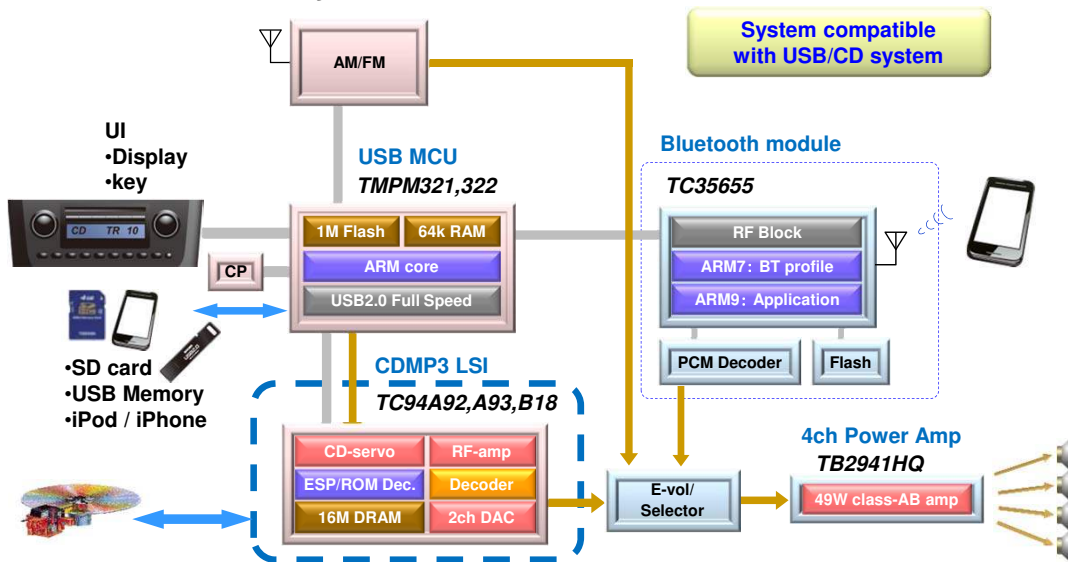 System compatible
with USB/CD system
AM/FM
UI
•Display
•key
USB MCU
TMPM321,322
Bluetooth module
TC35655
CD TR 10
1M Flash
64k RAM
ARM core
USB2.0 Full Speed
CP
RF Block
ARM7: BT profile
ARM9: Application
PCM Decoder
Flash
•SD card
•USB Memory
•iPod / iPhone
CDMP3 LSI
TC94A92,A93,B18
CD-servo
RF-amp
ESP/ROM Dec.
Decoder
16M DRAM
2ch DAC
E-vol/
Selector
4ch Power Amp
TB2941HQ
49W class-AB amp